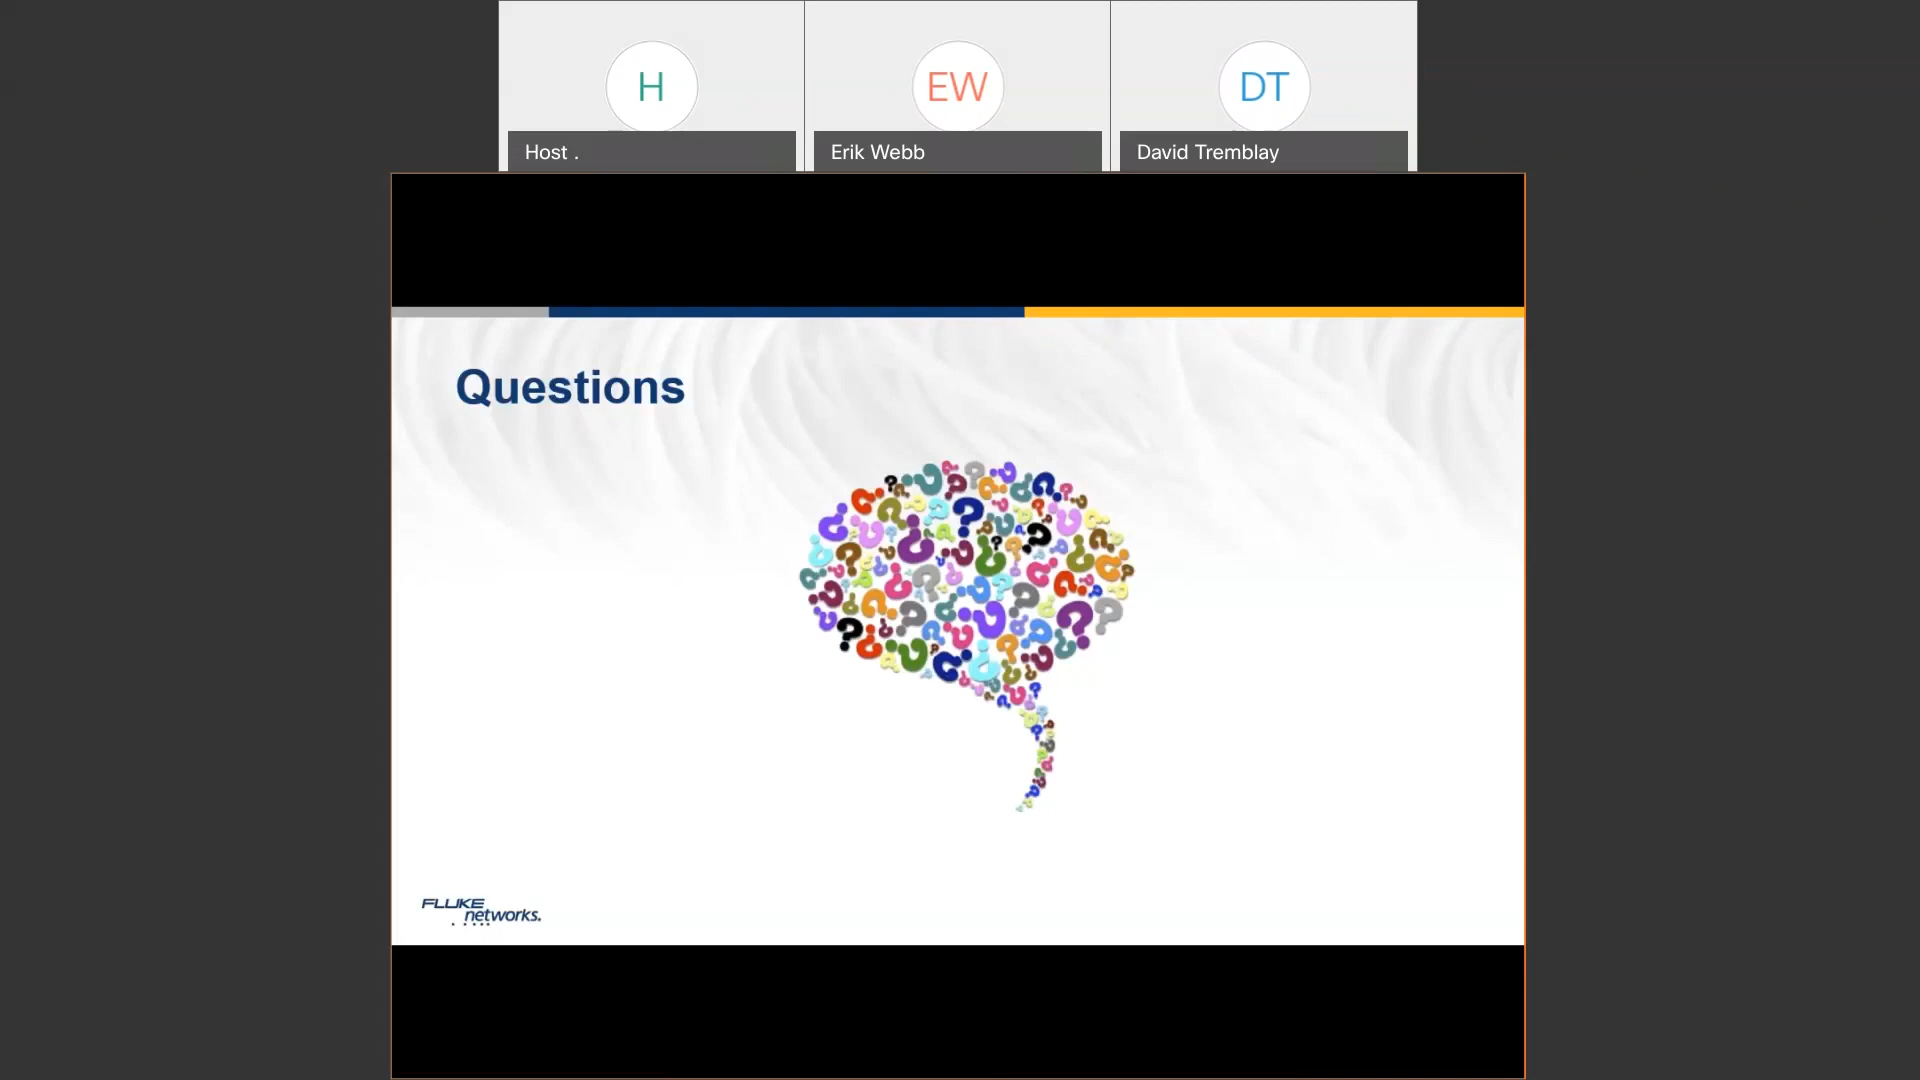 H
EW
DT
Host .
Erik Webb
David Tremblay
Questions
FLUKE
networks.